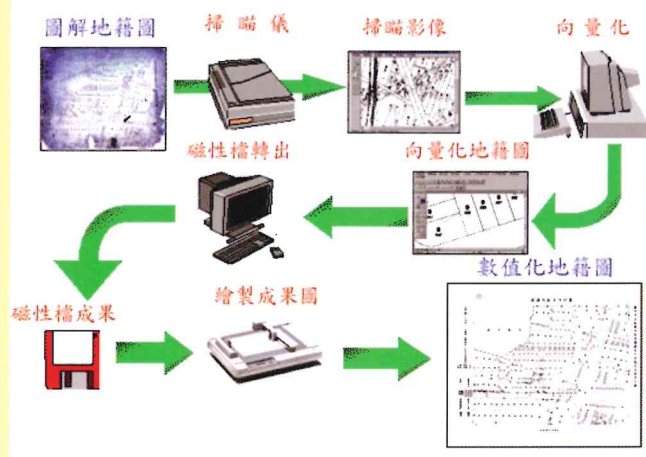 圖解地籍圖
掃瞄儀
掃瞄影像
向量化
磁性檔轉出
向量化地籍圖
數值化地籍圖
磁性檔成果
繪製成果圖